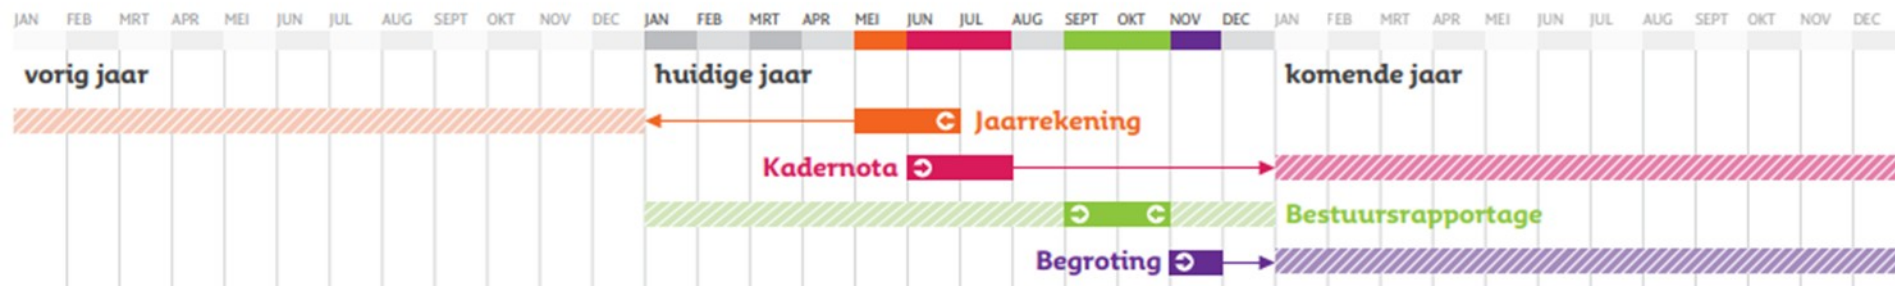 JAN FEB MRT APR MEI JUN JUL AUG SEPT OKT NOV DEC JAN FEB MRT APR MEI JUN JUL AUG SEPT OKT NOV DEC JAN FEB MRT APR MEI JUN JUL AUG SEPT OKT NOV DEC
vorig jaar huidige jaar komende jaar
Jaarrekening
Kadernota
Bestuursrapportage
Begroting